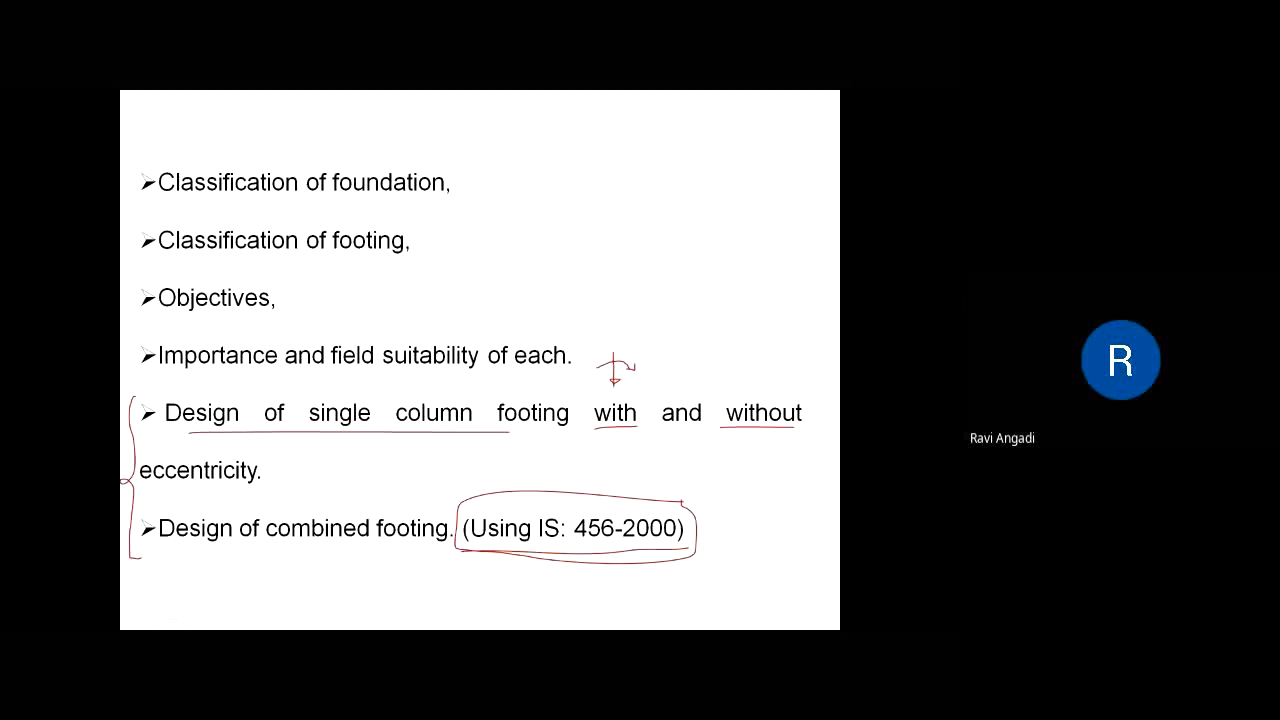 ➢Classification of foundation,
➢Classification of footing,
➢Objectives,
➢Importance and field suitability of each.
➢ Design of single column footing with and without
eccentricity.
➢Design of combined footing. (Using IS: 456-2000)
R
Ravi Angadi